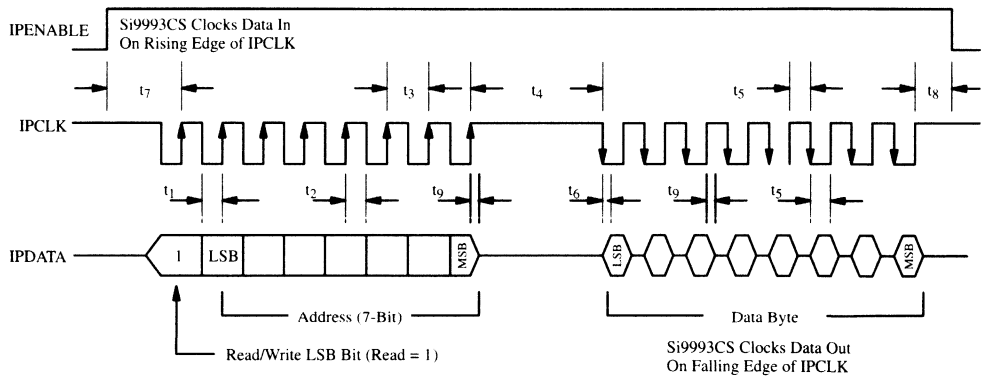 IPENABLE
Si9993CS Clocks Data In
On Rising Edge of IPCLK
t7
t3
t4
t5
t8
IPCLK
t1
t2
t9
t6
t9
t5
IPDATA
1
LSB
MSB
LSB
MSB
Address (7-Bit)
Data Byte
Read/Write LSB Bit (Read = 1)
Si9993CS Clocks Data Out
On Falling Edge of IPCLK